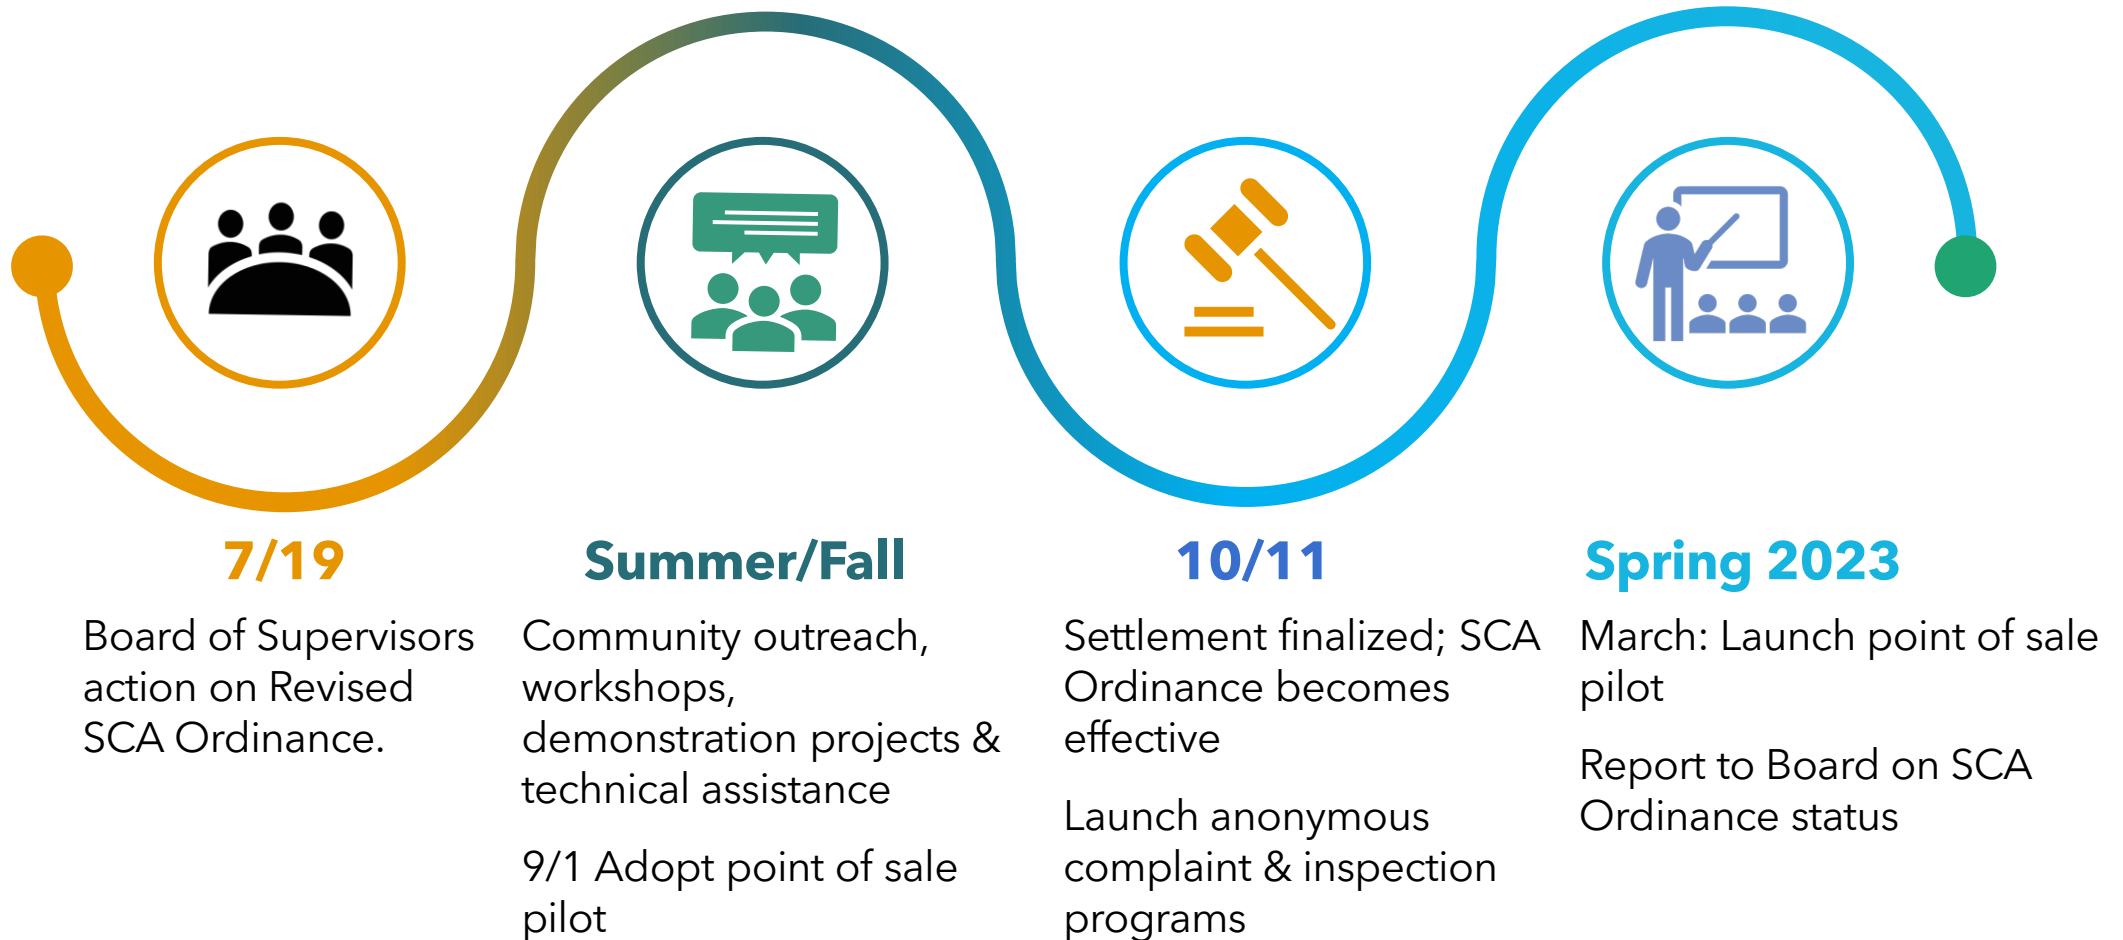 7/19
Board of Supervisors
action on Revised
SCA Ordinance.
Summer/Fall
Community outreach,
workshops,
demonstration projects &
technical assistance
9/1 Adopt point of sale
pilot
10/11
Settlement finalized; SCA
Ordinance becomes
effective
Launch anonymous
complaint & inspection
programs
Spring 2023
March: Launch point of sale
pilot
Report to Board on SCA
Ordinance status